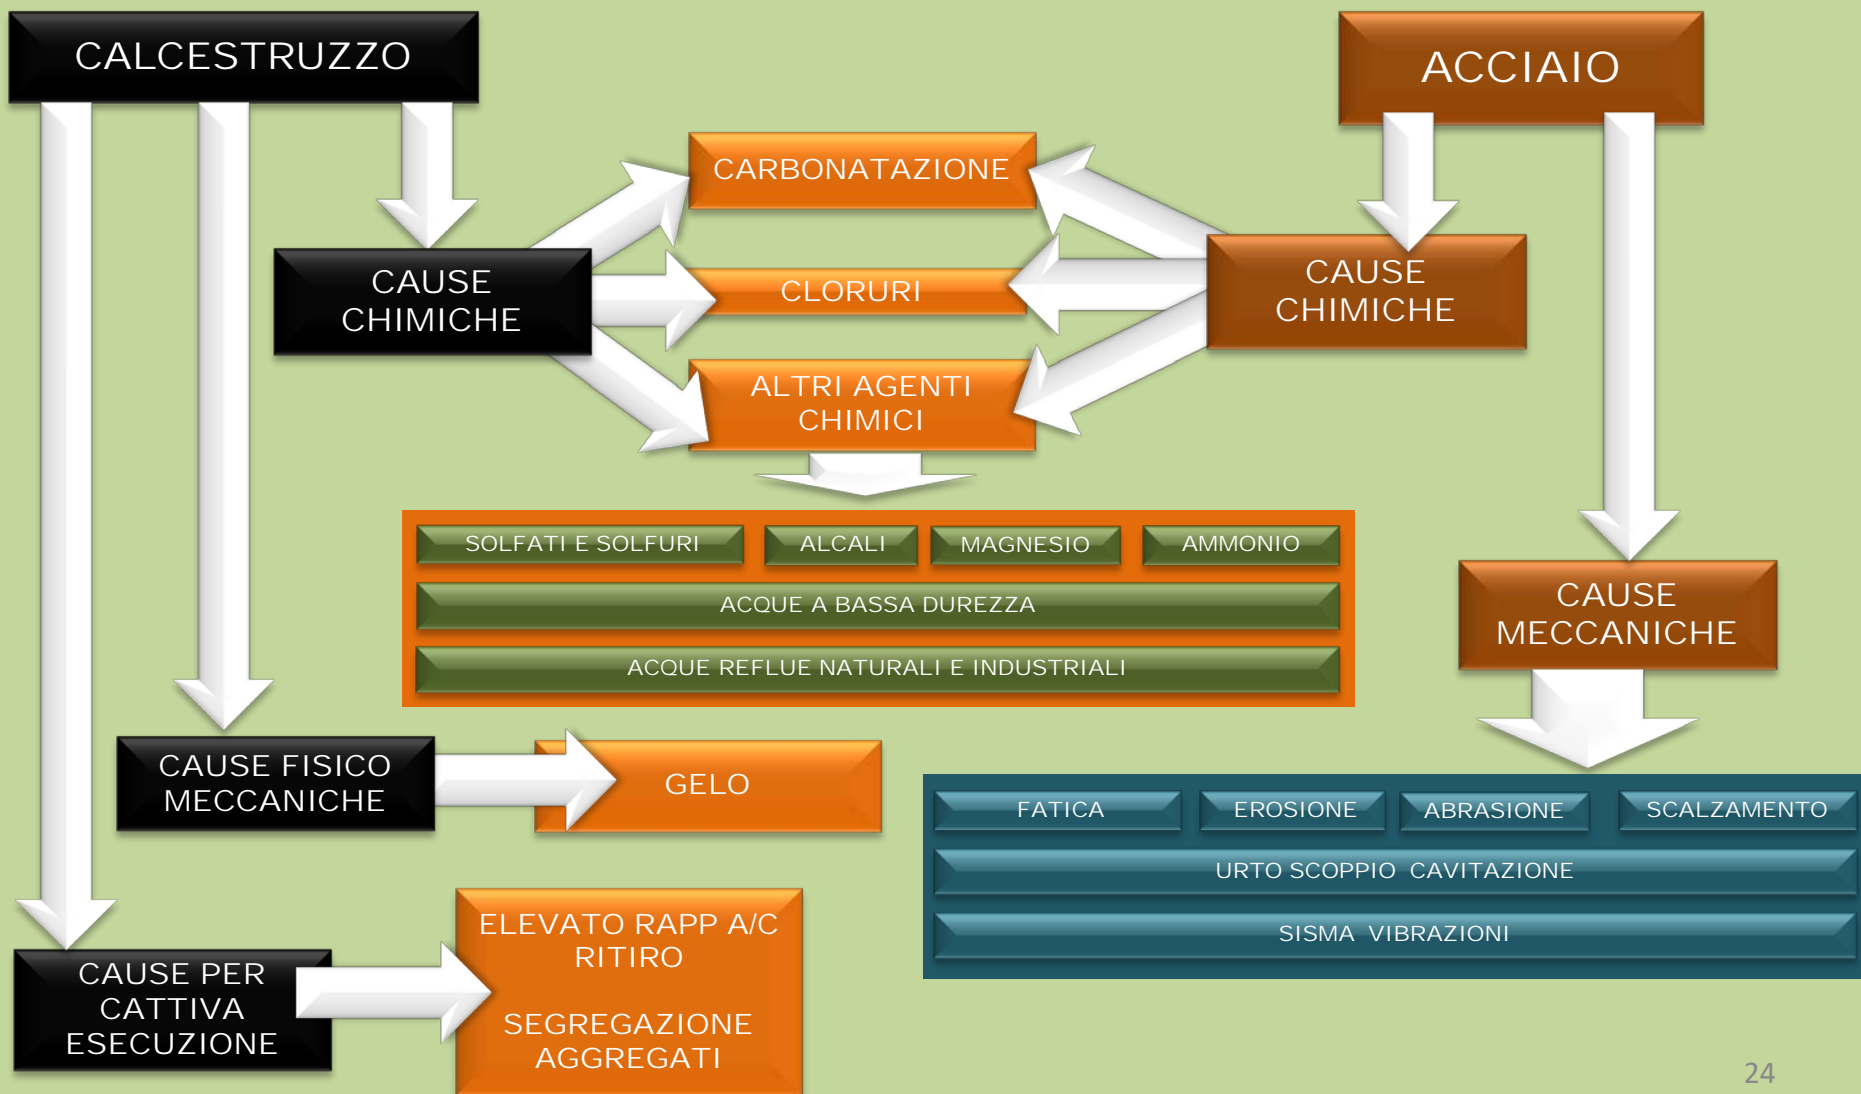 CALCESTRUZZO
ACCIAIO
CARBONATAZIONE
CAUSE
CHIMICHE
CLORURI
CAUSE
CHIMICHE
ALTRI AGENTI
CHIMICI
SOLFATI E SOLFURI
ALCALI
MAGNESIO
AMMONIO
ACQUE A BASSA DUREZZA
ACQUE REFLUE NATURALI E INDUSTRIALI
CAUSE
MECCANICHE
CAUSE FISICO
MECCANICHE
GELO
FATICA
EROSIONE
ABRASIONE
SCALZAMENTO
URTO SCOPPIO  CAVITAZIONE
SISMA  VIBRAZIONI
CAUSE PER
CATTIVA
ESECUZIONE
ELEVATO RAPP A/C
RITIRO
SEGREGAZIONE
AGGREGATI
24